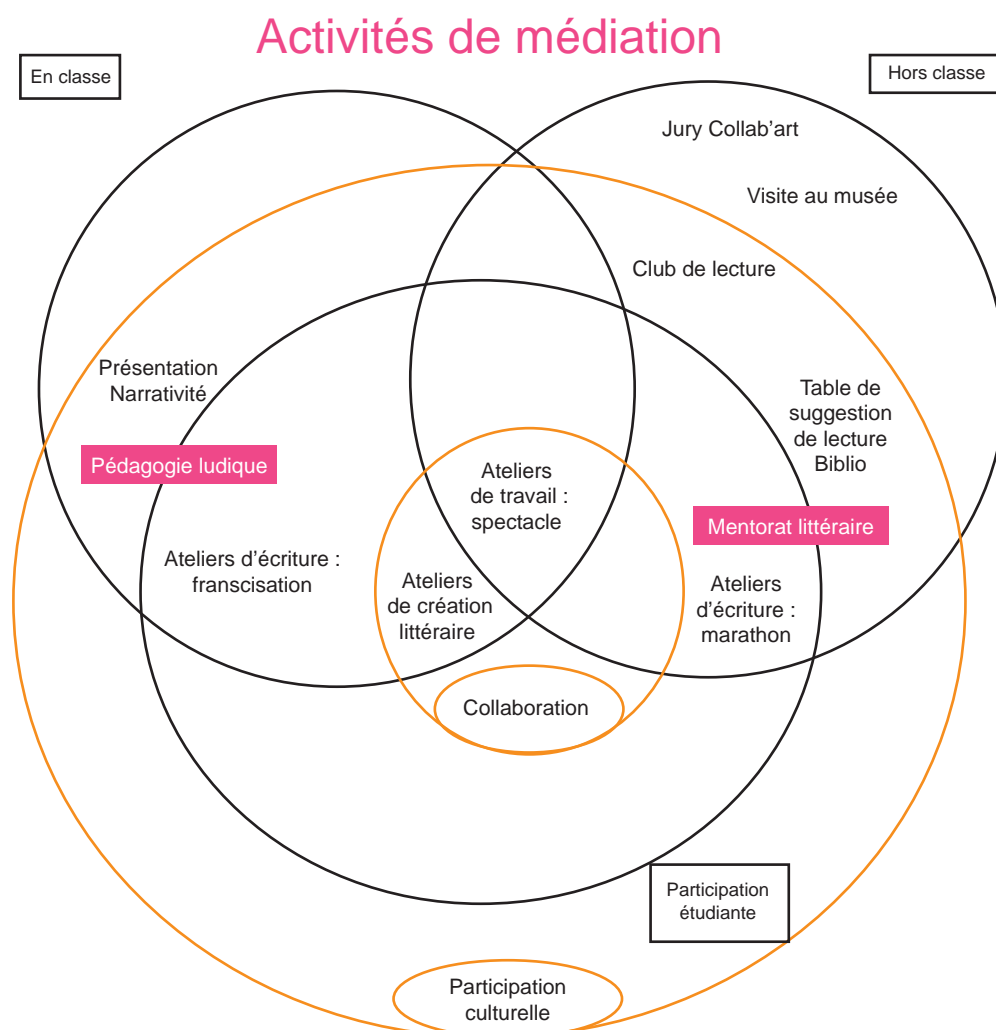 Activités de médiation
En classe
Hors classe
Jury Collab’art
Visite au musée
Club de lecture
Présentation
Narrativité
Table de
suggestion
de lecture
Biblio
Pédagogie ludique
Ateliers
de travail :
spectacle
Mentorat littéraire
Ateliers d’écriture :
franscisation
Ateliers
de création
littéraire
Ateliers
d’écriture :
marathon
Collaboration
Participation
étudiante
Participation
culturelle